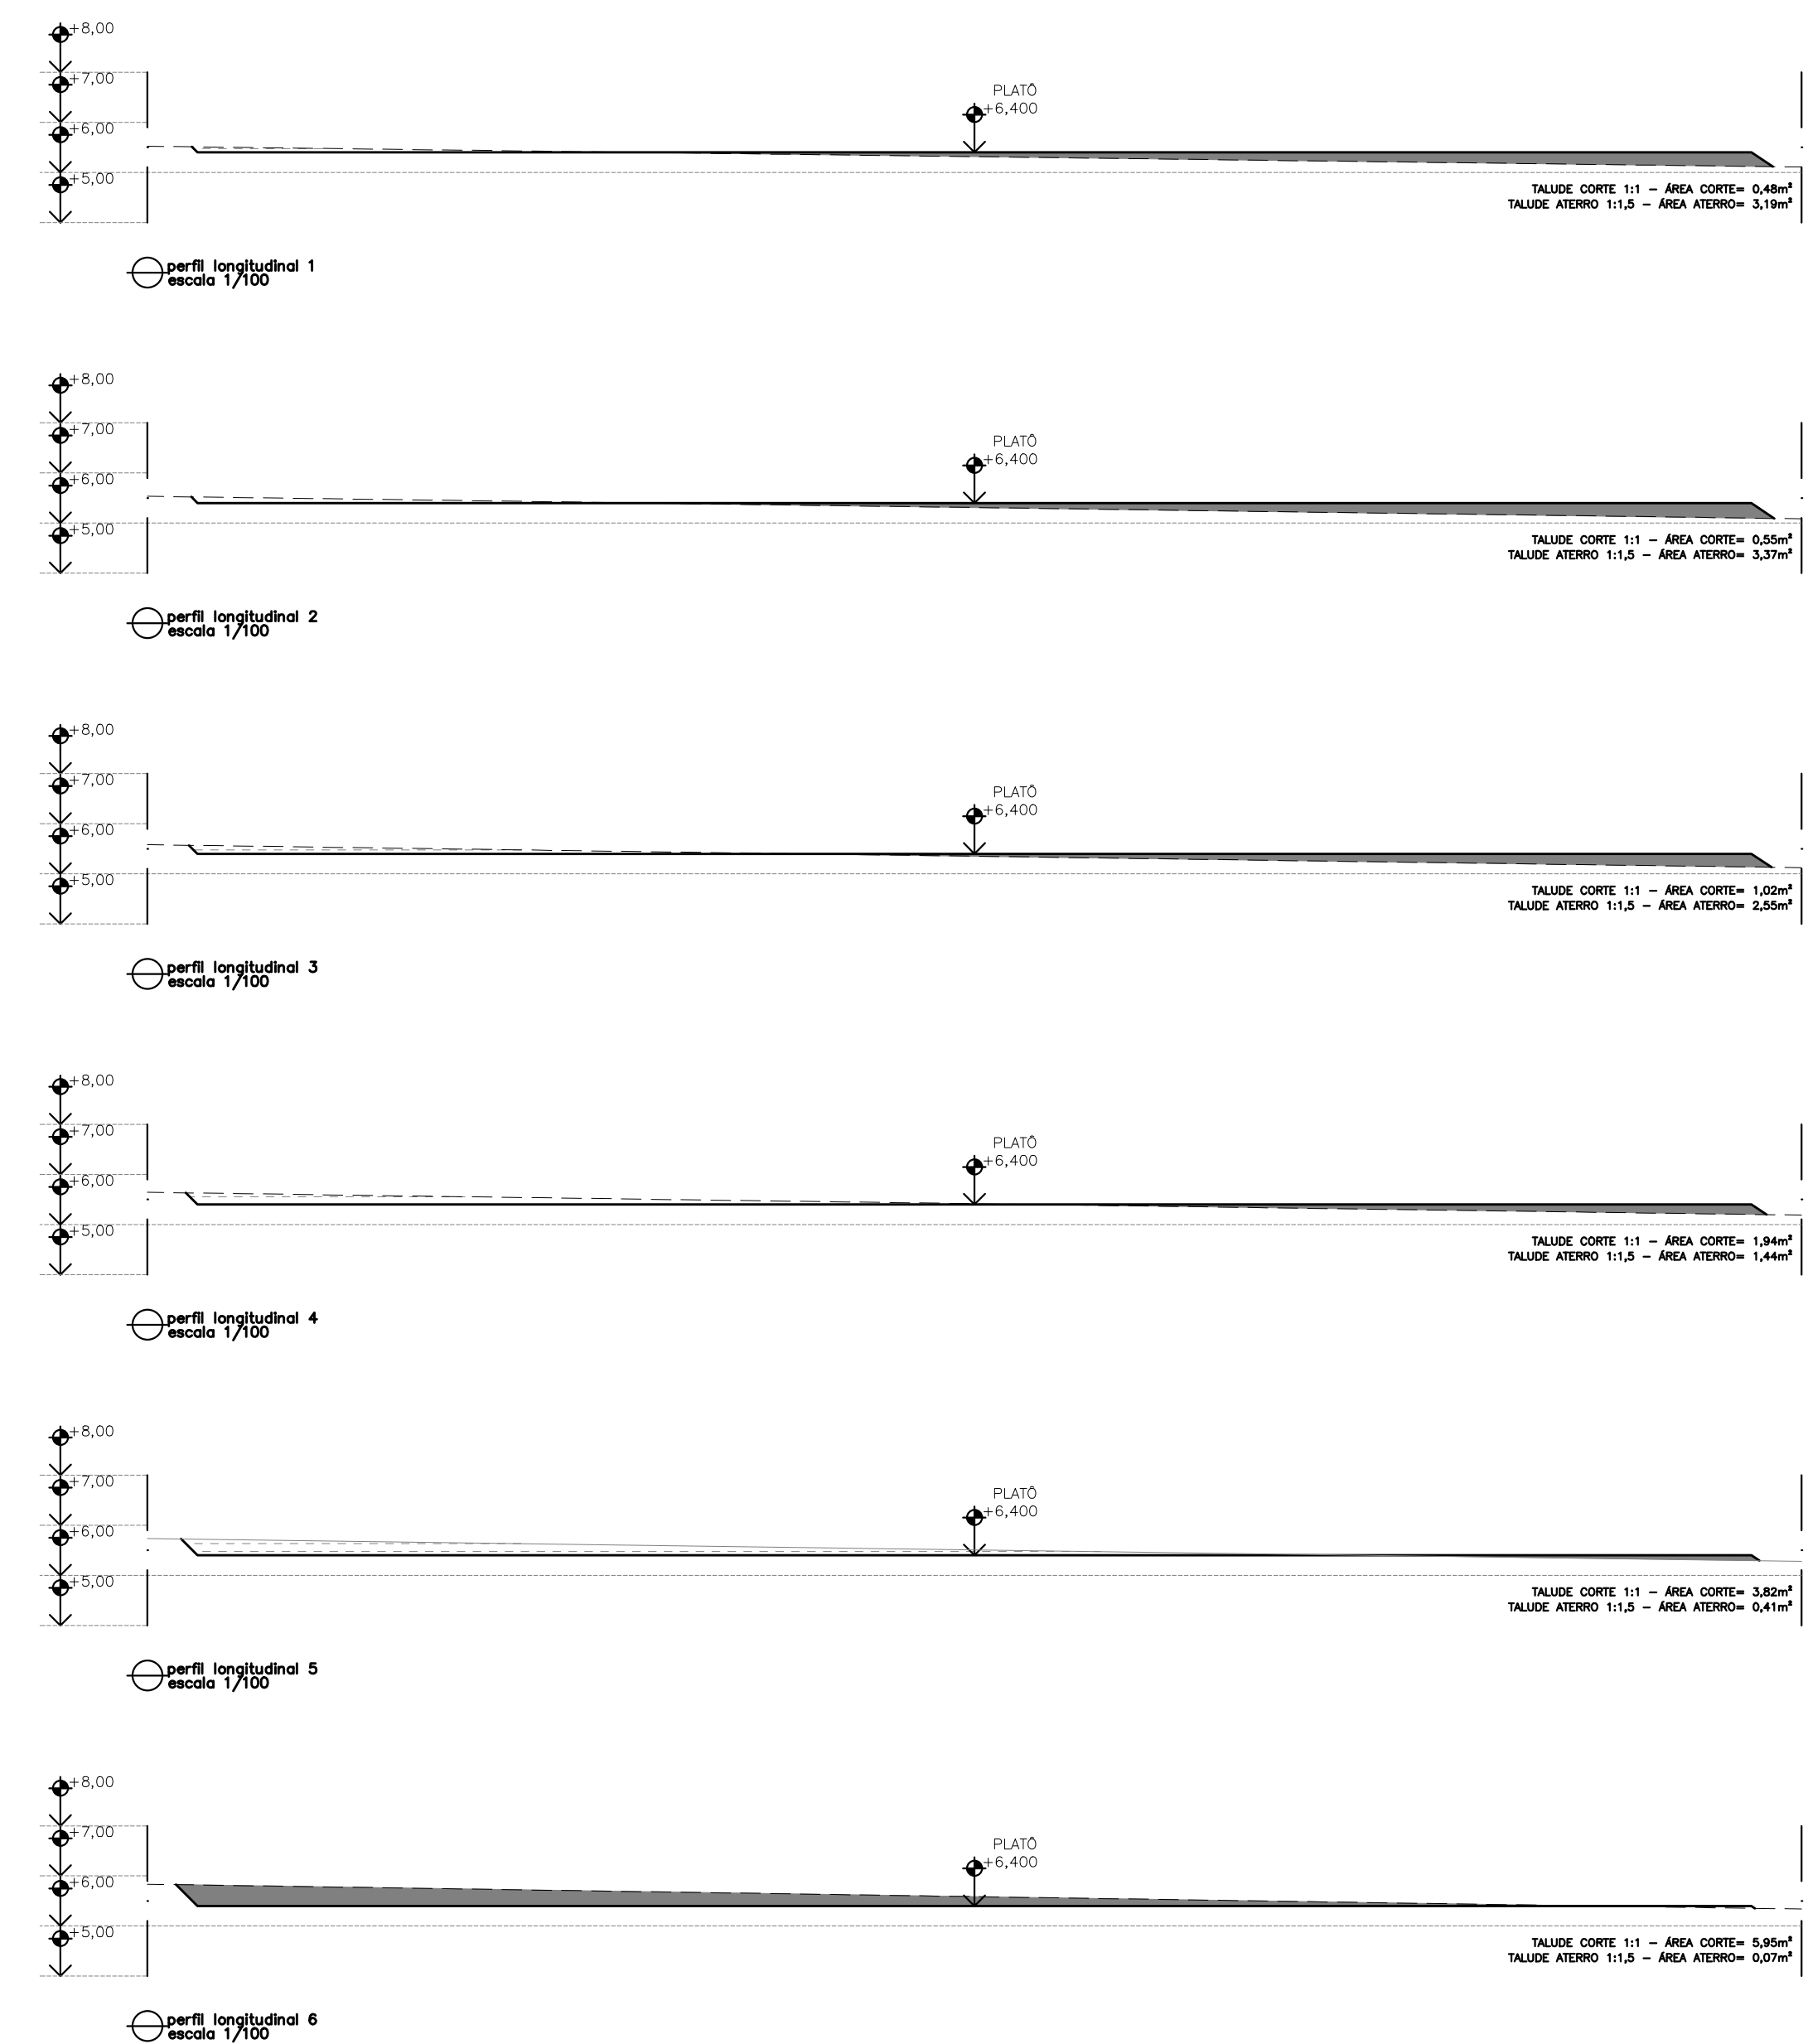 +8,00
+7,00
PLATÔ
+6,400
+6,00
+5,00
TALUDE CORTE 1:1 – ÁREA CORTE= 0,48m²
TALUDE ATERRO 1:1,5 – ÁREA ATERRO= 3,19m²
perfil longitudinal 1
escala 1/100
+8,00
+7,00
PLATÔ
+6,400
+6,00
+5,00
TALUDE CORTE 1:1 – ÁREA CORTE= 0,55m²
TALUDE ATERRO 1:1,5 – ÁREA ATERRO= 3,37m²
perfil longitudinal 2
escala 1/100
+8,00
+7,00
PLATÔ
+6,400
+6,00
+5,00
TALUDE CORTE 1:1 – ÁREA CORTE= 1,02m²
TALUDE ATERRO 1:1,5 – ÁREA ATERRO= 2,55m²
perfil longitudinal 3
escala 1/100
+8,00
+7,00
PLATÔ
+6,400
+6,00
+5,00
TALUDE CORTE 1:1 – ÁREA CORTE= 1,94m²
TALUDE ATERRO 1:1,5 – ÁREA ATERRO= 1,44m²
perfil longitudinal 4
escala 1/100
+8,00
+7,00
PLATÔ
+6,400
+6,00
+5,00
TALUDE CORTE 1:1 – ÁREA CORTE= 3,82m²
TALUDE ATERRO 1:1,5 – ÁREA ATERRO= 0,41m²
perfil longitudinal 5
escala 1/100
+8,00
+7,00
PLATÔ
+6,400
+6,00
+5,00
TALUDE CORTE 1:1 – ÁREA CORTE= 5,95m²
TALUDE ATERRO 1:1,5 – ÁREA ATERRO= 0,07m²
perfil longitudinal 6
escala 1/100